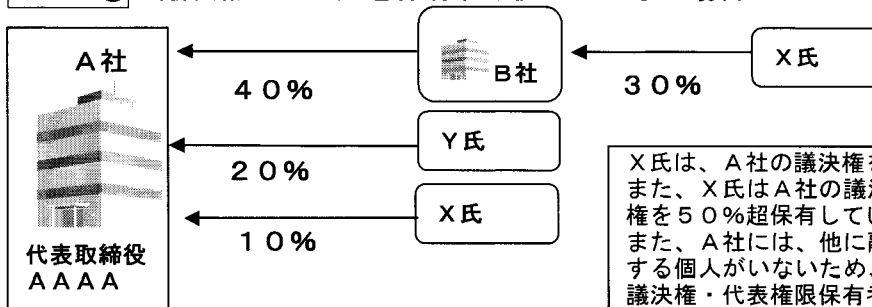 A社
代表取締役
AAAA
40%
B社
30%
X氏
20%
Y氏
10%
X氏
X氏は、A社の議決権を
また、X氏はA社の議決
権を50%超保有してい
また、A社には、他に
する個人がいないため、
議決権・代表権限保有者